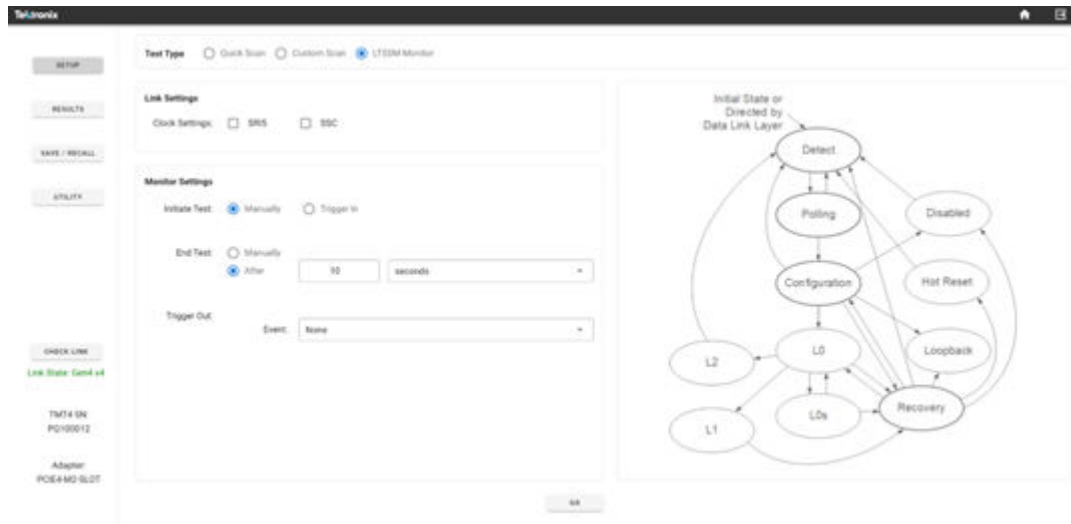 Tektronix
SETUP
RESULTS
SAVE / RECALL
UTILITY
CHECK LINK
Link State: Gen4 x4
TMT4 SN:
PQ100012
Adapter:
PCIE4-M2-SLOT
Test Type Quick Scan Custom Scan LTSSM Monitor
Link Settings
Clock Settings: SRIS SSC
Monitor Settings
Initiate Test: Manually Trigger In
End Test: Manually
After 10 seconds
Trigger Out:
Event: None
GO
Initial State or
Directed by
Data Link Layer
Detect
Polling
Disabled
Configuration
Hot Reset
L0
Loopback
L2
L0s
Recovery
L1